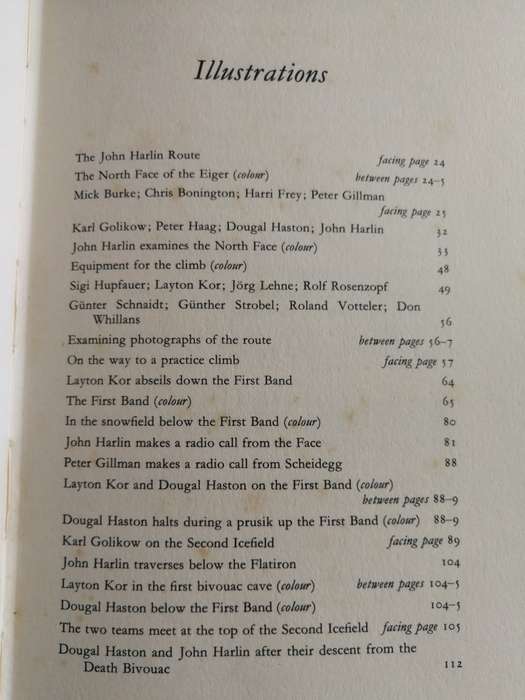 Illustrations
The John Harlin Route facing page 24
The North Face of the Eiger (colour) between pages 24–5
Mick Burke; Chris Bonington; Harri Frey; Peter Gillman
facing page 25
Karl Golikow; Peter Haag; Dougal Haston; John Harlin 32
John Harlin examines the North Face (colour) 33
Equipment for the climb (colour) 48
Sigi Hupfauer; Layton Kor; Jörg Lehne; Rolf Rosenzopf 49
Günter Schnaidt; Günther Strobel; Roland Votteler; Don
Whillans 56
Examining photographs of the route between pages 56–7
On the way to a practice climb facing page 57
Layton Kor abseils down the First Band 64
The First Band (colour) 65
In the snowfield below the First Band (colour) 80
John Harlin makes a radio call from the Face 81
Peter Gillman makes a radio call from Scheidegg 88
Layton Kor and Dougal Haston on the First Band (colour)
between pages 88–9
Dougal Haston halts during a prusik up the First Band (colour) 88–9
Karl Golikow on the Second Icefield facing page 89
John Harlin traverses below the Flatiron 104
Layton Kor in the first bivouac cave (colour) between pages 104–5
Dougal Haston below the First Band (colour) 104–5
The two teams meet at the top of the Second Icefield facing page 105
Dougal Haston and John Harlin after their descent from the
Death Bivouac 112